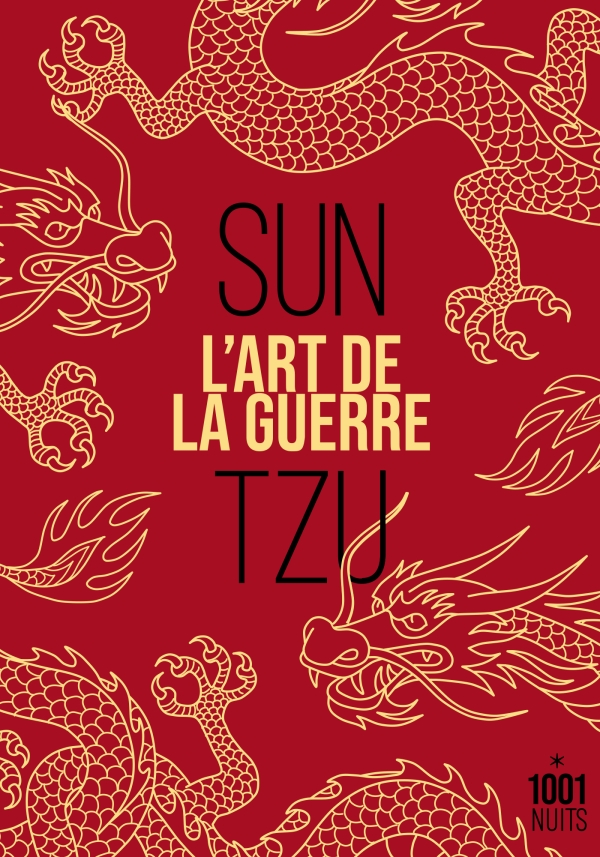 SUN
L’ART DE
LA GUERRE
TZU
1001
NUITS